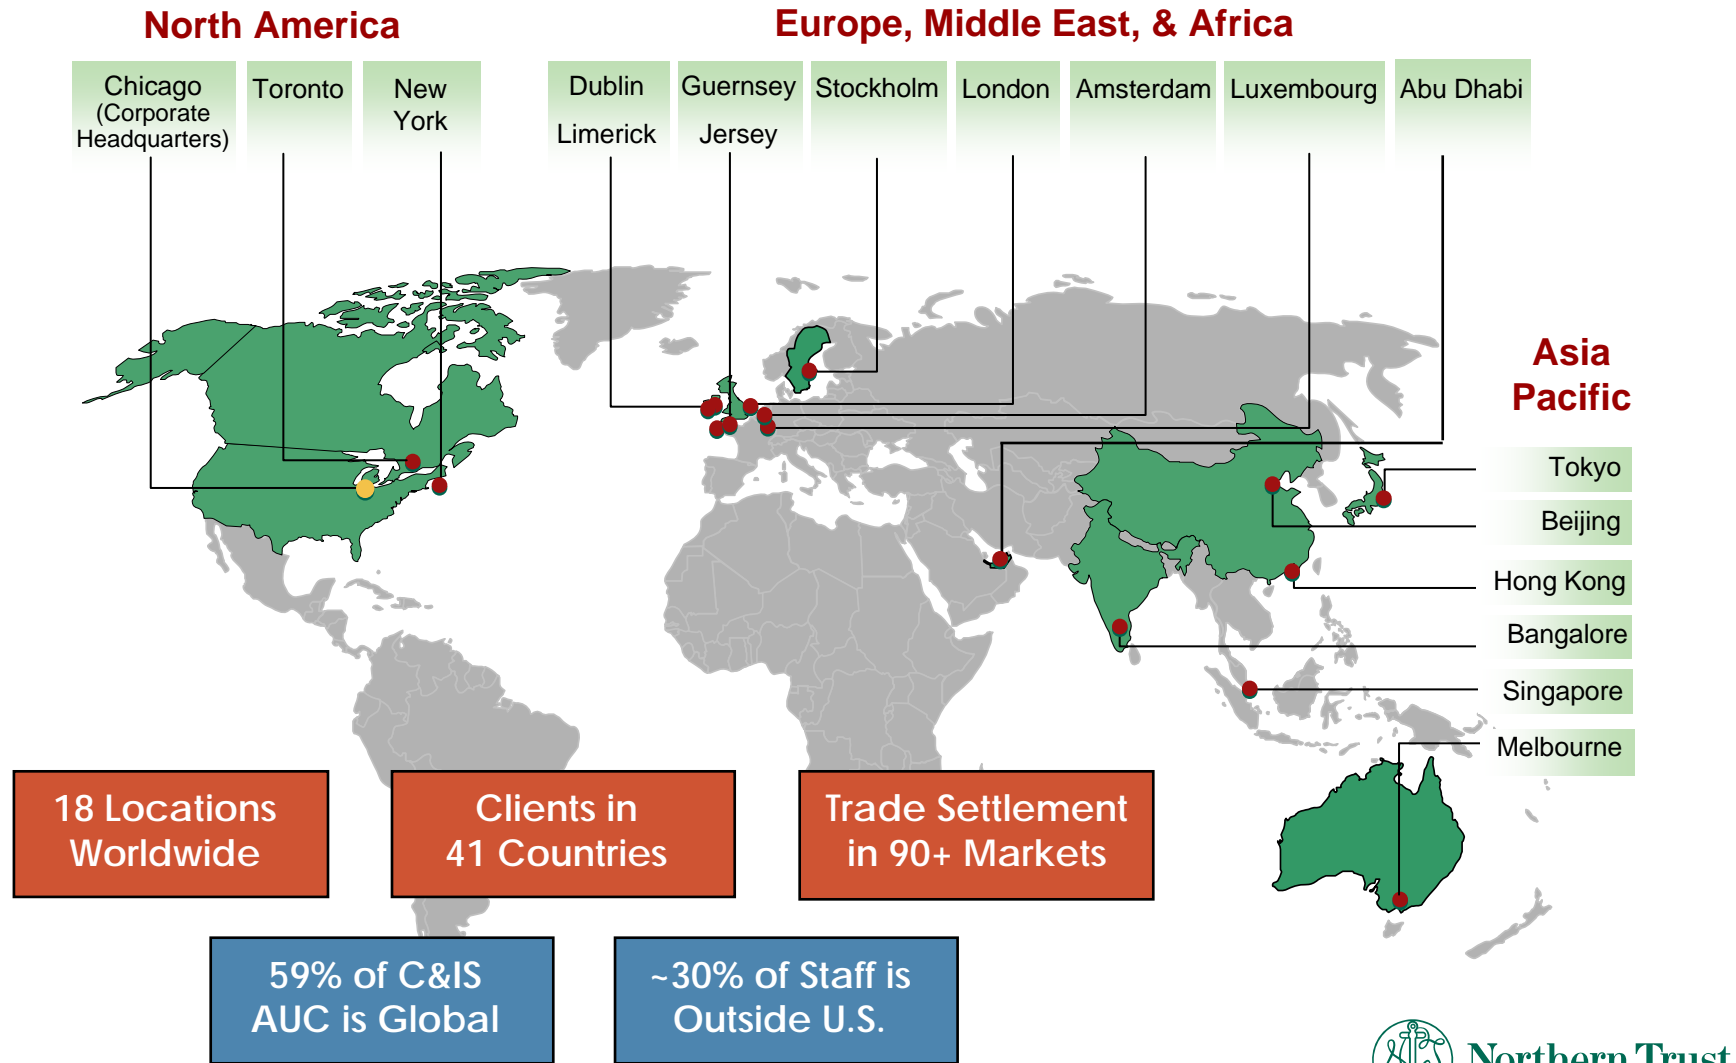 North America
Europe, Middle East, & Africa
Chicago
(Corporate
Headquarters)
Toronto
New
York
Dublin
Limerick
Guernsey
Jersey
Stockholm
London
Amsterdam
Luxembourg
Abu Dhabi
Asia
Pacific
Tokyo
Beijing
Hong Kong
Bangalore
Singapore
Melbourne
18 Locations
Worldwide
Clients in
41 Countries
Trade Settlement
in 90+ Markets
59% of C&IS
AUC is Global
~30% of Staff is
Outside U.S.
Northern Trust